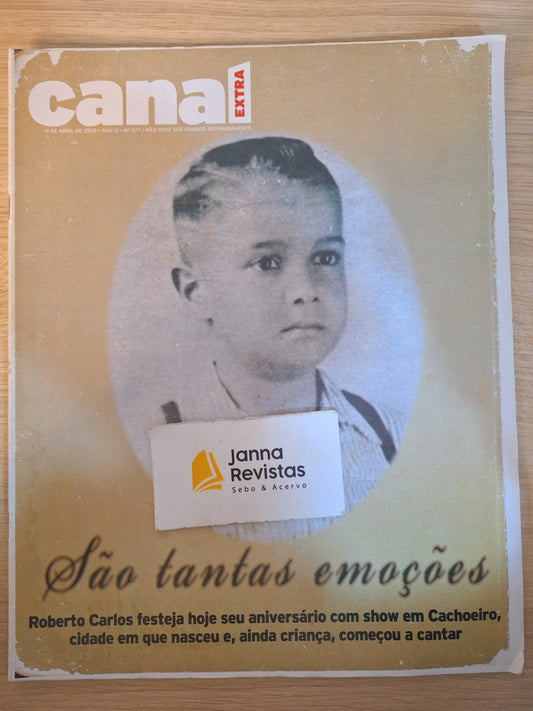 canal
EXTRA
19 DE ABRIL DE 2009 • ANO 12 • Nº 577 • NÃO PODE SER VENDIDO SEPARADAMENTE
Janna
Revistas
Sebo & Acervo
São tantas emoções
Roberto Carlos festeja hoje seu aniversário com show em Cachoeiro,
cidade em que nasceu e, ainda criança, começou a cantar